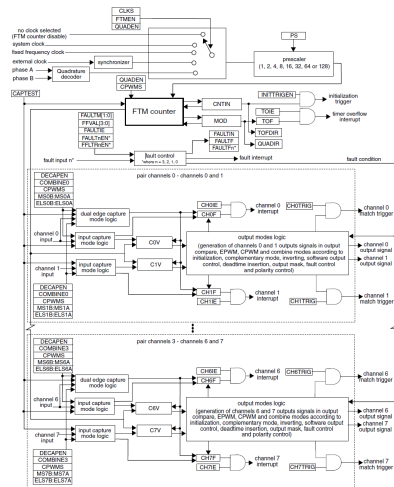 CLKS
FTMEN
QUADEN
no clock selected
(FTM counter disable)
system clock
fixed frequency clock
external clock
synchronizer
phase A
phase B
Quadrature
decoder
PS
prescaler
(1, 2, 4, 8, 16, 32, 64 or 128)
CAPTEST
QUADEN
CPWMS
FTM counter
CNTIN
MOD
INITTRIGEN
initialization
trigger
TOIE
TOF
timer overflow
interrupt
TOFDIR
QUADIR
FAULTM[1:0]
FFVAL[3:0]
FAULTIE
FAULTnEN*
FFLTRnEN*
fault input n*
fault control
*where n = 3, 2, 1, 0
FAULTIN
FAULTF
FAULTFn*
fault interrupt
fault condition
pair channels 0 - channels 0 and 1
DECAPEN
COMBINE0
CPWMS
MS0B:MS0A
ELS0B:ELS0A
dual edge capture
mode logic
channel 0
input
input capture
mode logic
C0V
CH0IE
CH0F
channel 0
interrupt
CH0TRIG
channel 0
match trigger
output modes logic
(generation of channels 0 and 1 outputs signals in output
compare, EPWM, CPWM and combine modes according to
initialization, complementary mode, inverting, software output
control, deadtime insertion, output mask, fault control
and polarity control)
channel 0
output signal
channel 1
output signal
channel 1
input
input capture
mode logic
C1V
DECAPEN
COMBINE0
CPWMS
MS1B:MS1A
ELS1B:ELS1A
CH1F
CH1IE
channel 1
interrupt
CH1TRIG
channel 1
match trigger
pair channels 3 - channels 6 and 7
DECAPEN
COMBINE3
CPWMS
MS6B:MS6A
ELS6B:ELS6A
dual edge capture
mode logic
channel 6
input
input capture
mode logic
C6V
CH6IE
CH6F
channel 6
interrupt
CH6TRIG
channel 6
match trigger
output modes logic
(generation of channels 6 and 7 outputs signals in output
compare, EPWM, CPWM and combine modes according to
initialization, complementary mode, inverting, software output
control, deadtime insertion, output mask, fault control
and polarity control)
channel 6
output signal
channel 7
output signal
channel 7
input
input capture
mode logic
C7V
DECAPEN
COMBINE3
CPWMS
MS7B:MS7A
ELS7B:ELS7A
CH7F
CH7IE
channel 7
interrupt
CH7TRIG
channel 7
match trigger